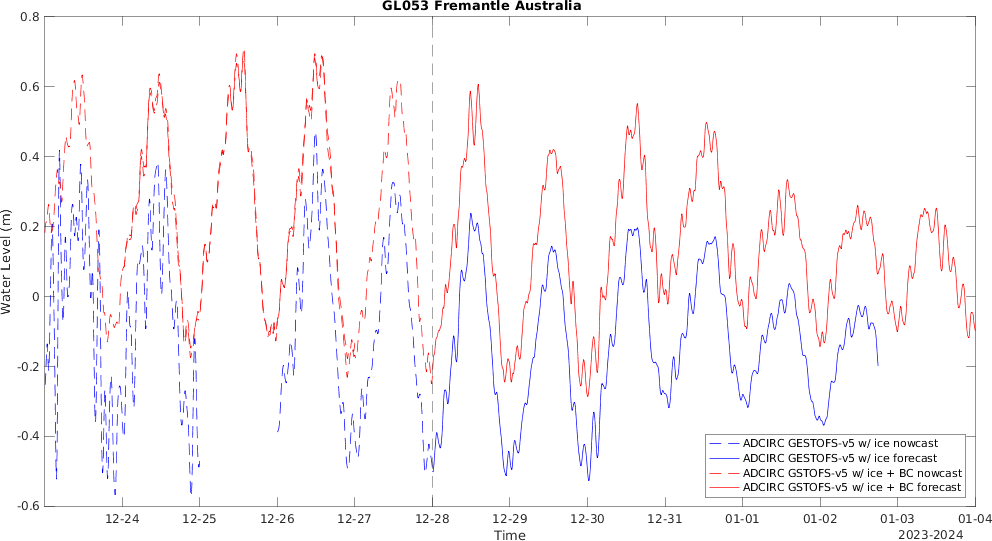 GL053 Fremantle Australia
0.8
0.6
0.4
0.2
0
-0.2
-0.4
-0.6
Water Level (m)
ADCIRC GESTOFS-v5 w/ ice nowcast
ADCIRC GESTOFS-v5 w/ ice forecast
ADCIRC GSTOFS-v5 w/ ice + BC nowcast
ADCIRC GSTOFS-v5 w/ ice + BC forecast
12-24 12-25 12-26 12-27 12-28 12-29 12-30 12-31 01-01 01-02 01-03 01-04
Time
2023-2024